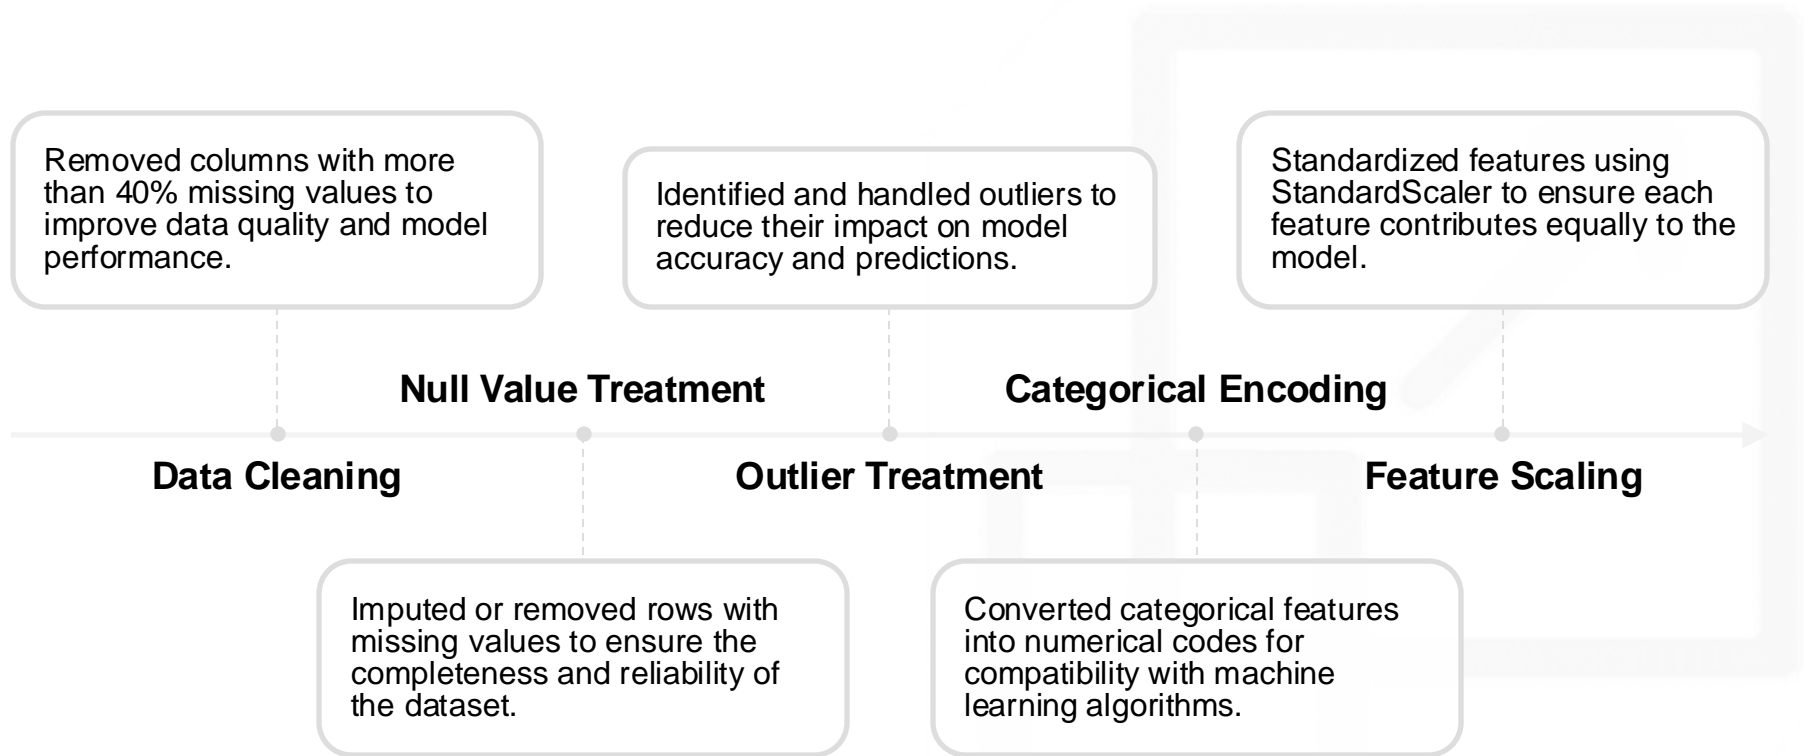 Removed columns with more
than 40% missing values to
improve data quality and model
performance.
Identified and handled outliers to
reduce their impact on model
accuracy and predictions.
Standardized features using
StandardScaler to ensure each
feature contributes equally to the
model.
Null Value Treatment
Categorical Encoding
Data Cleaning
Outlier Treatment
Feature Scaling
Imputed or removed rows with
missing values to ensure the
completeness and reliability of
the dataset.
Converted categorical features
into numerical codes for
compatibility with machine
learning algorithms.